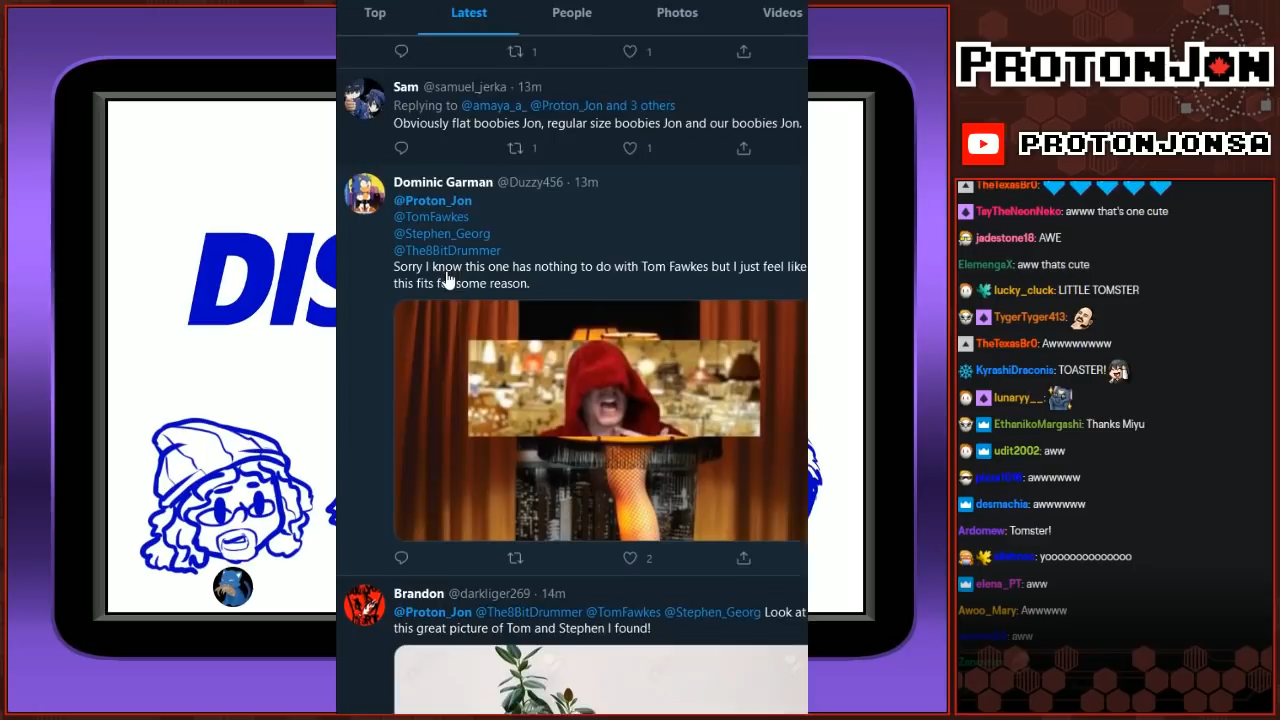 Top Latest People Photos Videos
1 1
Sam @samuel_jerka · 13m
Replying to @amaya_a_ @Proton_Jon and 3 others
Obviously flat boobies Jon, regular size boobies Jon and our boobies Jon.
1 1
Dominic Garman @Duzzy456 · 13m
@Proton_Jon
@TomFawkes
@Stephen_Georg
@The8BitDrummer
Sorry I know this one has nothing to do with Tom Fawkes but I just feel like
this fits for some reason.
2
Brandon @darkliger269 · 14m
@Proton_Jon @The8BitDrummer @TomFawkes @Stephen_Georg Look at
this great picture of Tom and Stephen I found!
DIS
PROTONJON
PROTONJONSA
TheTexasBr0:
TayTheNeonNeko: awww that's one cute
jadestone18: AWE
ElemengaX: aww thats cute
lucky_cluck: LITTLE TOMSTER
TygerTyger413:
TheTexasBr0: Awwwwwwww
KyrashiDraconis: TOASTER!
lunaryy__:
EthanikoMargashi: Thanks Miyu
udit2002: aww
: awwwwww
desmachia: awwwwww
Ardomew: Tomster!
: yoooooooooooooo
elena_PT: aww
Awoo_Mary: Awwwww
: aww